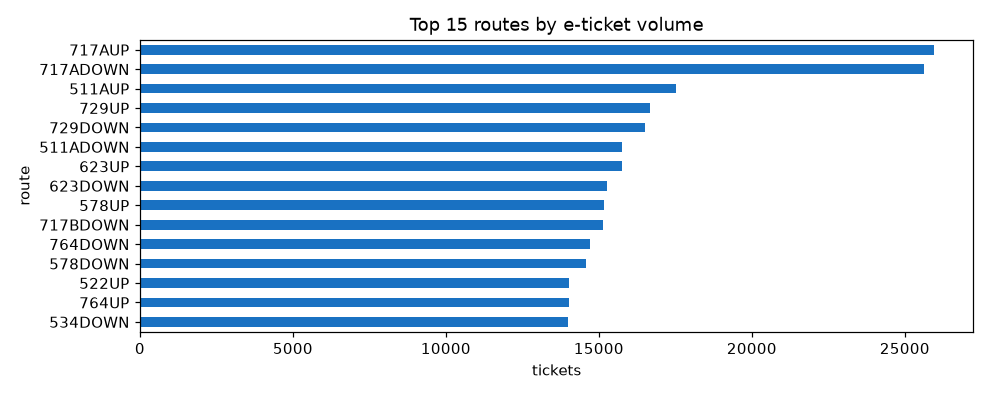 Top 15 routes by e-ticket volume
717AUP
717ADOWN
511AUP
729UP
729DOWN
511ADOWN
623UP
623DOWN
578UP
717BDOWN
764DOWN
578DOWN
522UP
764UP
534DOWN
route
0 5000 10000 15000 20000 25000
tickets